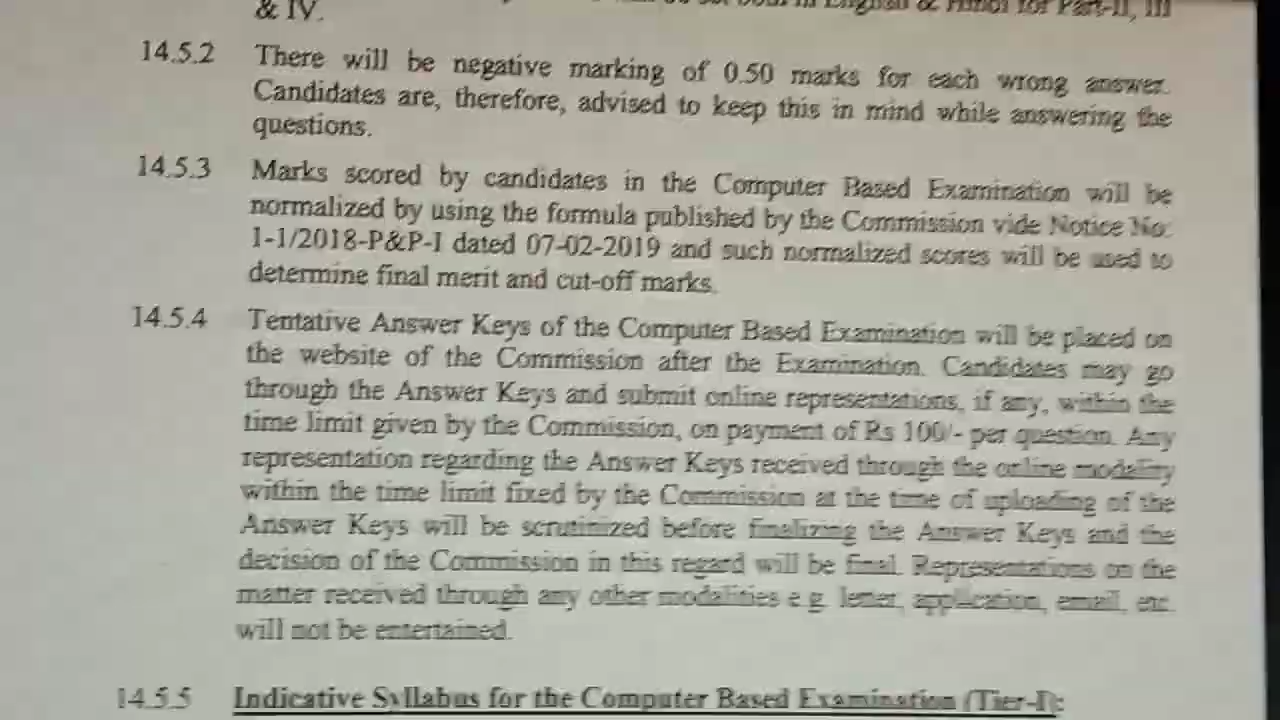 & IV.
English & Hindi for Part-II, III
14.5.2 There will be negative marking of 0.50 marks for each wrong answer.
Candidates are, therefore, advised to keep this in mind while answering the
questions.
14.5.3 Marks scored by candidates in the Computer Based Examination will be
normalized by using the formula published by the Commission vide Notice No.
1-1/2018-P&P-I dated 07-02-2019 and such normalized scores will be used to
determine final merit and cut-off marks.
14.5.4 Tentative Answer Keys of the Computer Based Examination will be placed on
the website of the Commission after the Examination. Candidates may go
through the Answer Keys and submit online representations, if any, within the
time limit given by the Commission, on payment of Rs 100/- per question. Any
representation regarding the Answer Keys received through the online modality
within the time limit fixed by the Commission at the time of uploading of the
Answer Keys will be scrutinized before finalizing the Answer Keys and the
decision of the Commission in this regard will be final. Representations on the
matter received through any other modalities e.g. letter, application, email, etc.
will not be entertained.
14.5.5 Indicative Syllabus for the Computer Based Examination (Tier-I):